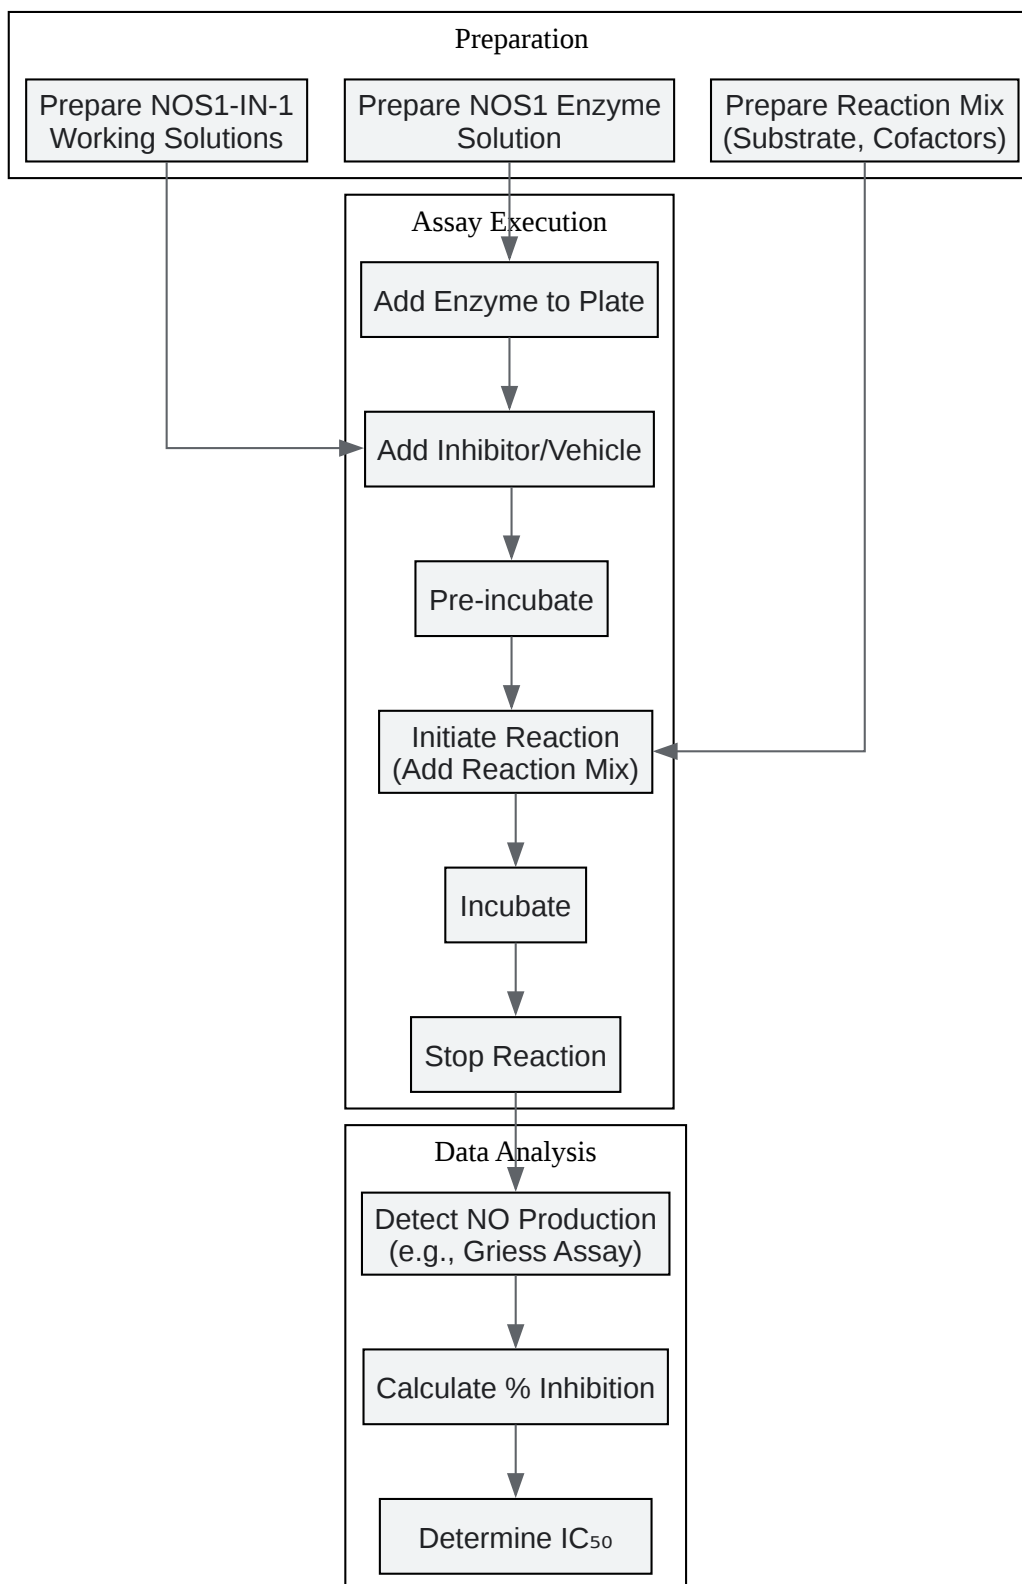 Preparation
Prepare NOS1-IN-1
Working Solutions
Prepare NOS1 Enzyme
Solution
Prepare Reaction Mix
(Substrate, Cofactors)
Assay Execution
Add Enzyme to Plate
Add Inhibitor/Vehicle
Pre-incubate
Initiate Reaction
(Add Reaction Mix)
Incubate
Stop Reaction
Data Analysis
Detect NO Production
(e.g., Griess Assay)
Calculate % Inhibition
Determine IC₅₀